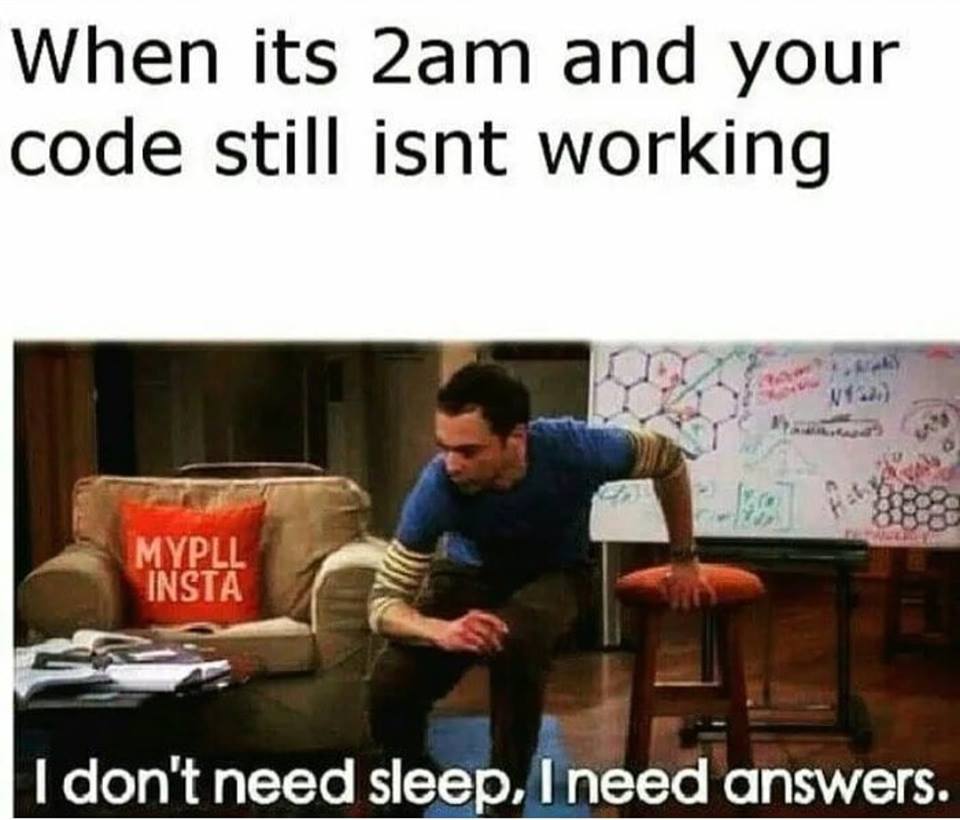 When its 2am and your
code still isnt working
MYPLL
INSTA
I don't need sleep, I need answers.